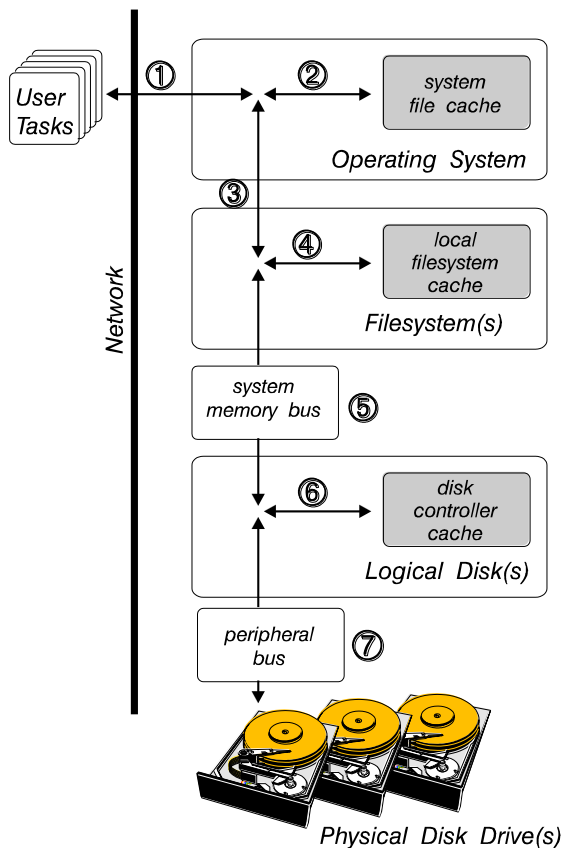 ①
②
User
Tasks
system
file cache
Operating System
③
④
local
filesystem
cache
Filesystem(s)
Network
system
memory bus
⑤
⑥
disk
controller
cache
Logical Disk(s)
peripheral
bus
⑦
Physical Disk Drive(s)